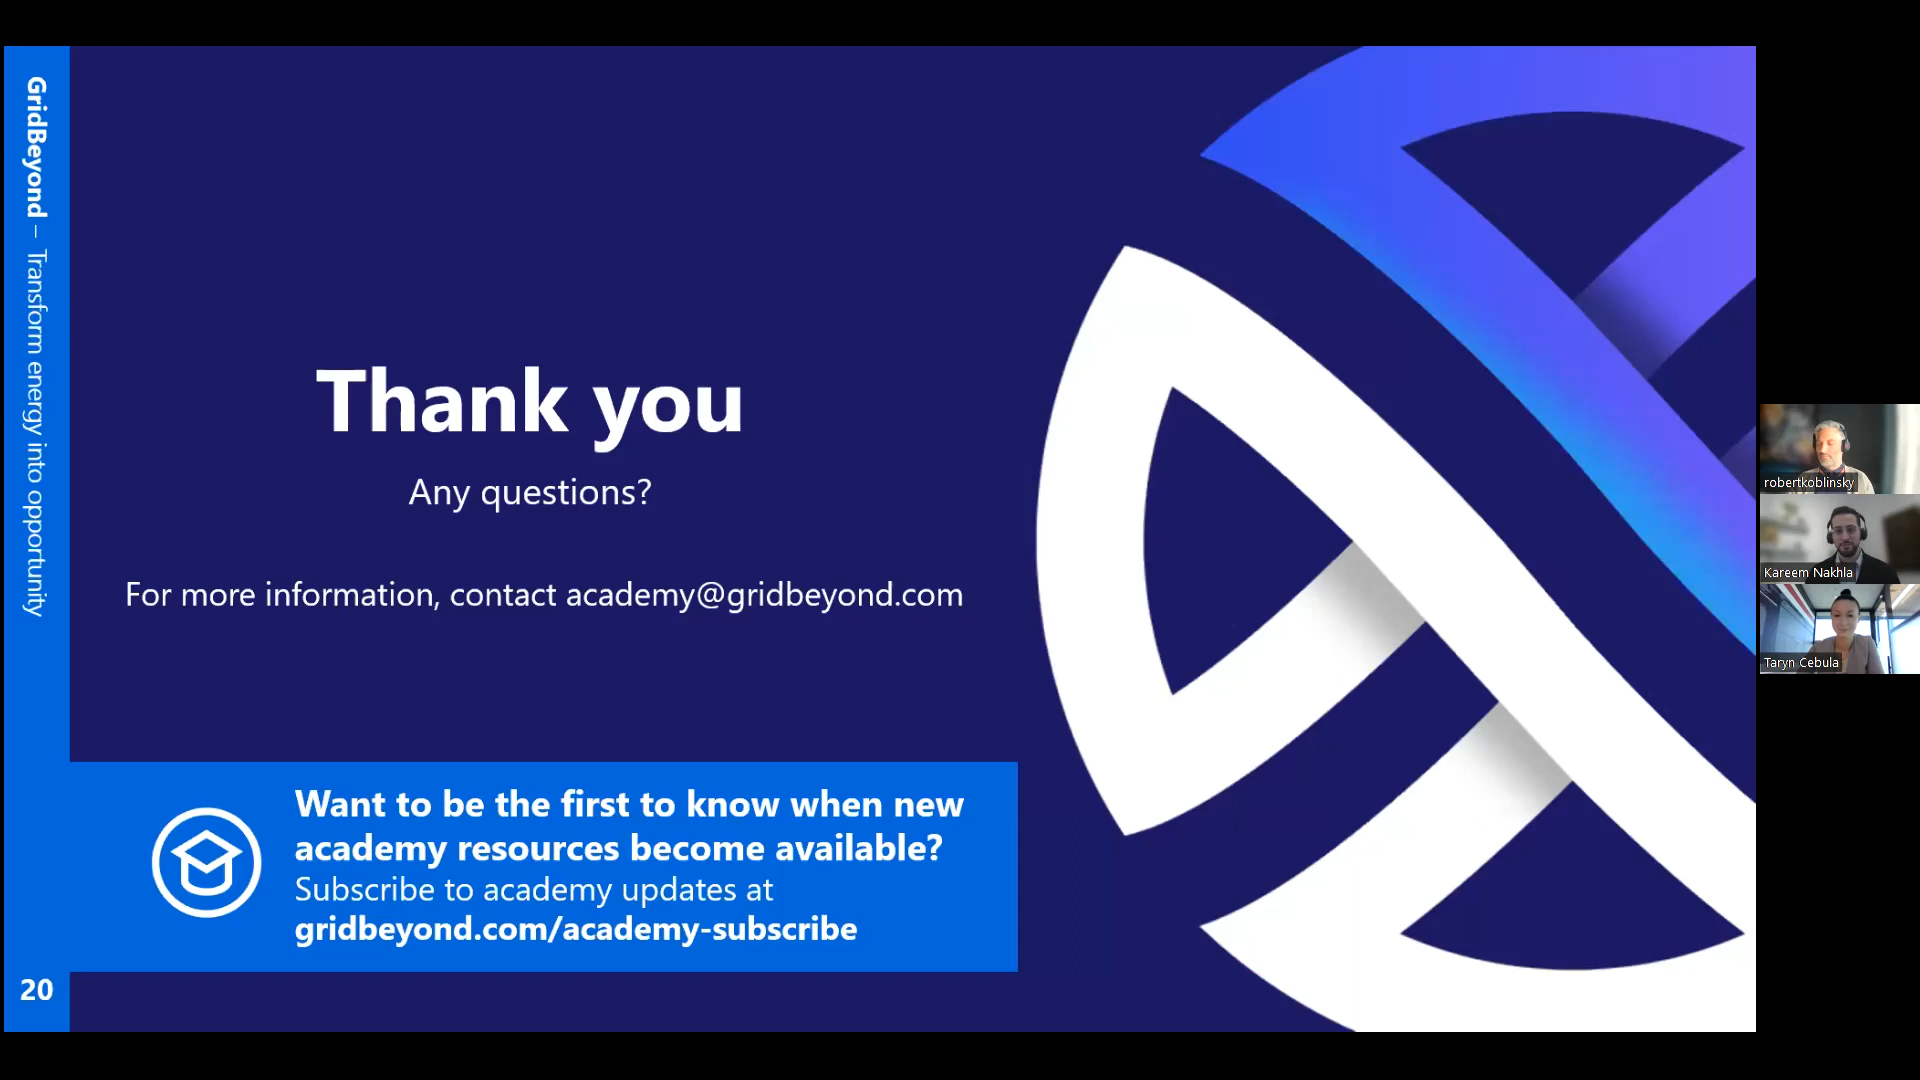 GridBeyond – Transform energy into opportunity
Thank you
Any questions?
For more information, contact academy@gridbeyond.com
Want to be the first to know when new
academy resources become available?
Subscribe to academy updates at
gridbeyond.com/academy-subscribe
20
robertkoblinsky
Kareem Nakhla
Taryn Cebula